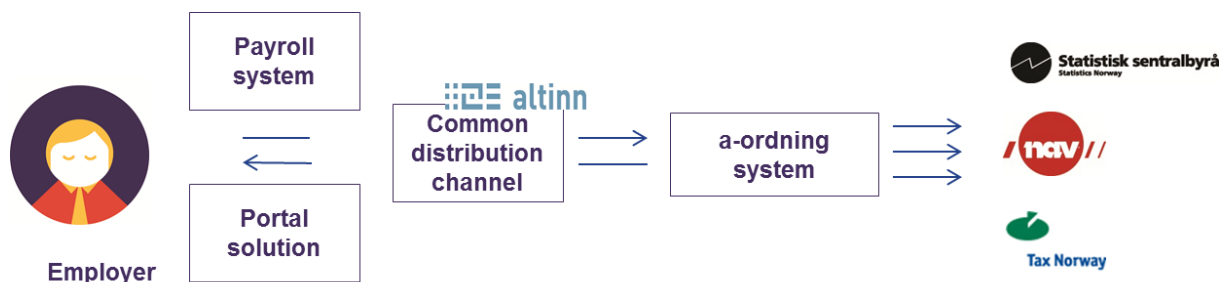 Payroll
system
Employer
Portal
solution
altinn
Common
distribution
channel
a-ordning
system
Statistisk sentralbyrå
Statistics Norway
nav
Tax Norway